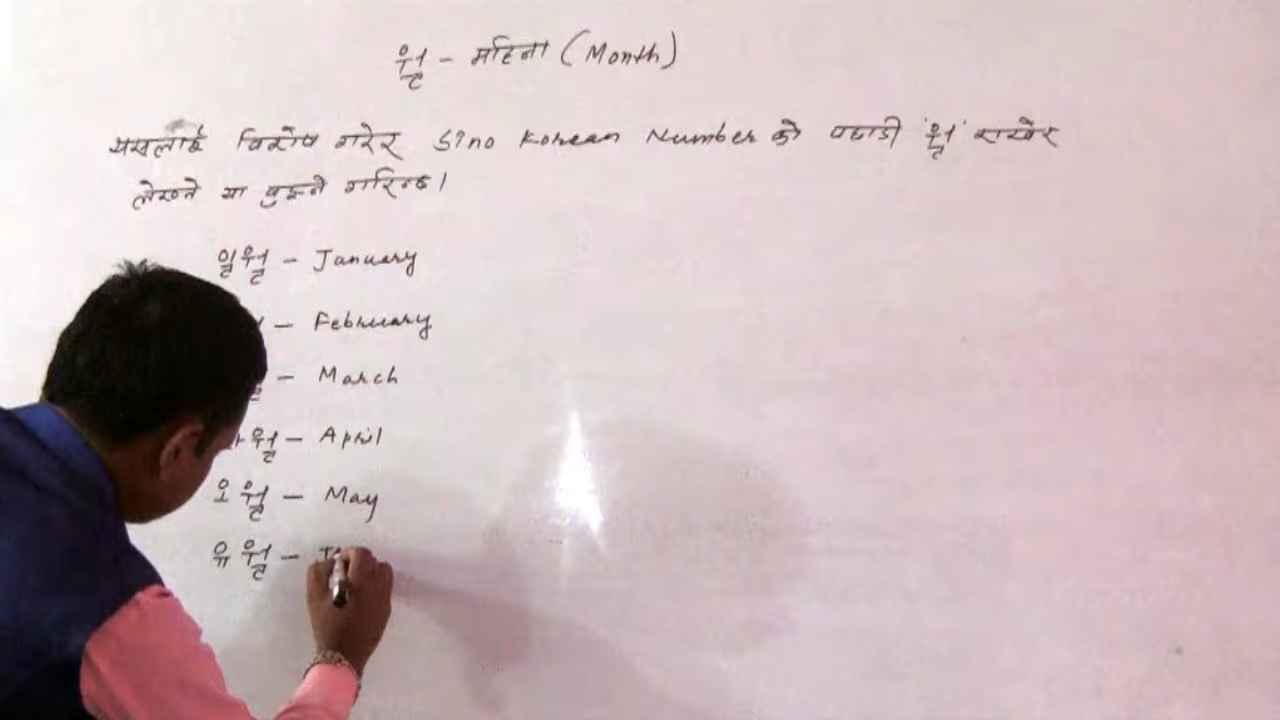 월 - महिना (Month)
यसलाई विशेष गरेर Sino Korean Number को पछाडी '월' राखेर
लेख्ने या बुझ्ने गरिन्छ।
일월 - January
- February
- March
월 - April
오월 - May
유월 -